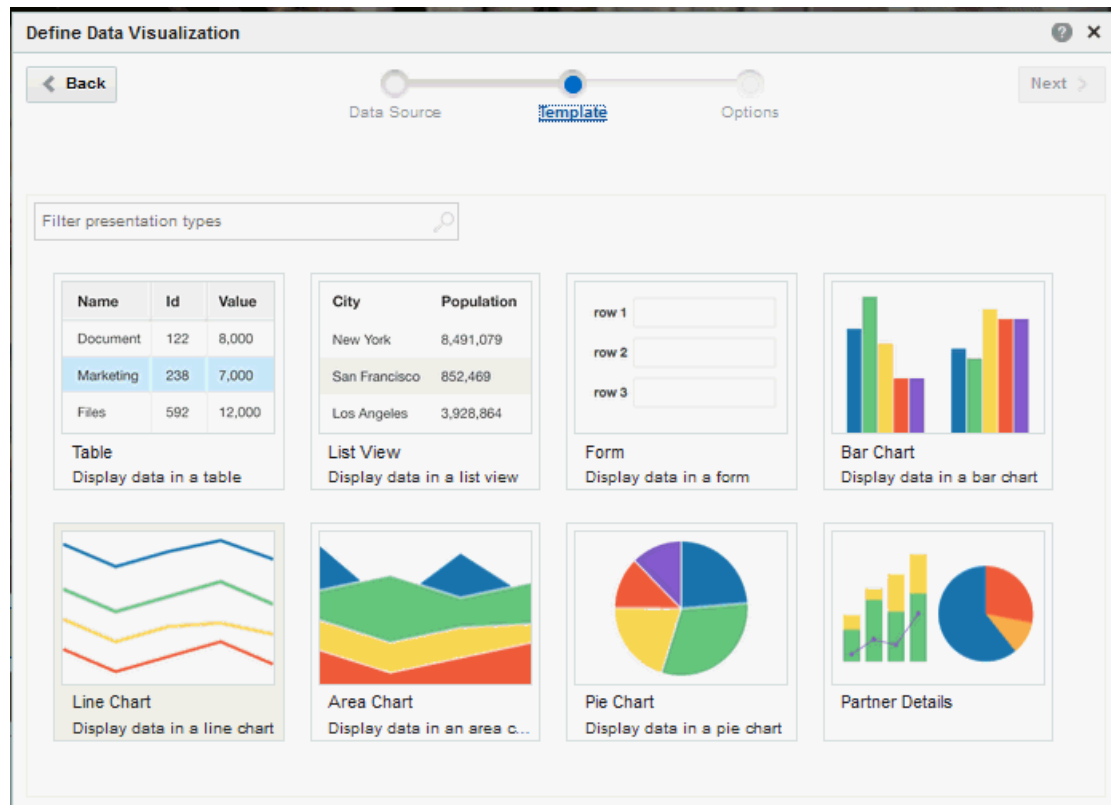 Define Data Visualization
Back
Next
Data Source
Template
Options
Filter presentation types
Name Id Value
Document 122 8,000
Marketing 238 7,000
Files 592 12,000
Table
Display data in a table
City Population
New York 8,491,079
San Francisco 852,469
Los Angeles 3,928,864
List View
Display data in a list view
row 1
row 2
row 3
Form
Display data in a form
Bar Chart
Display data in a bar chart
Line Chart
Display data in a line chart
Area Chart
Display data in an area c...
Pie Chart
Display data in a pie chart
Partner Details